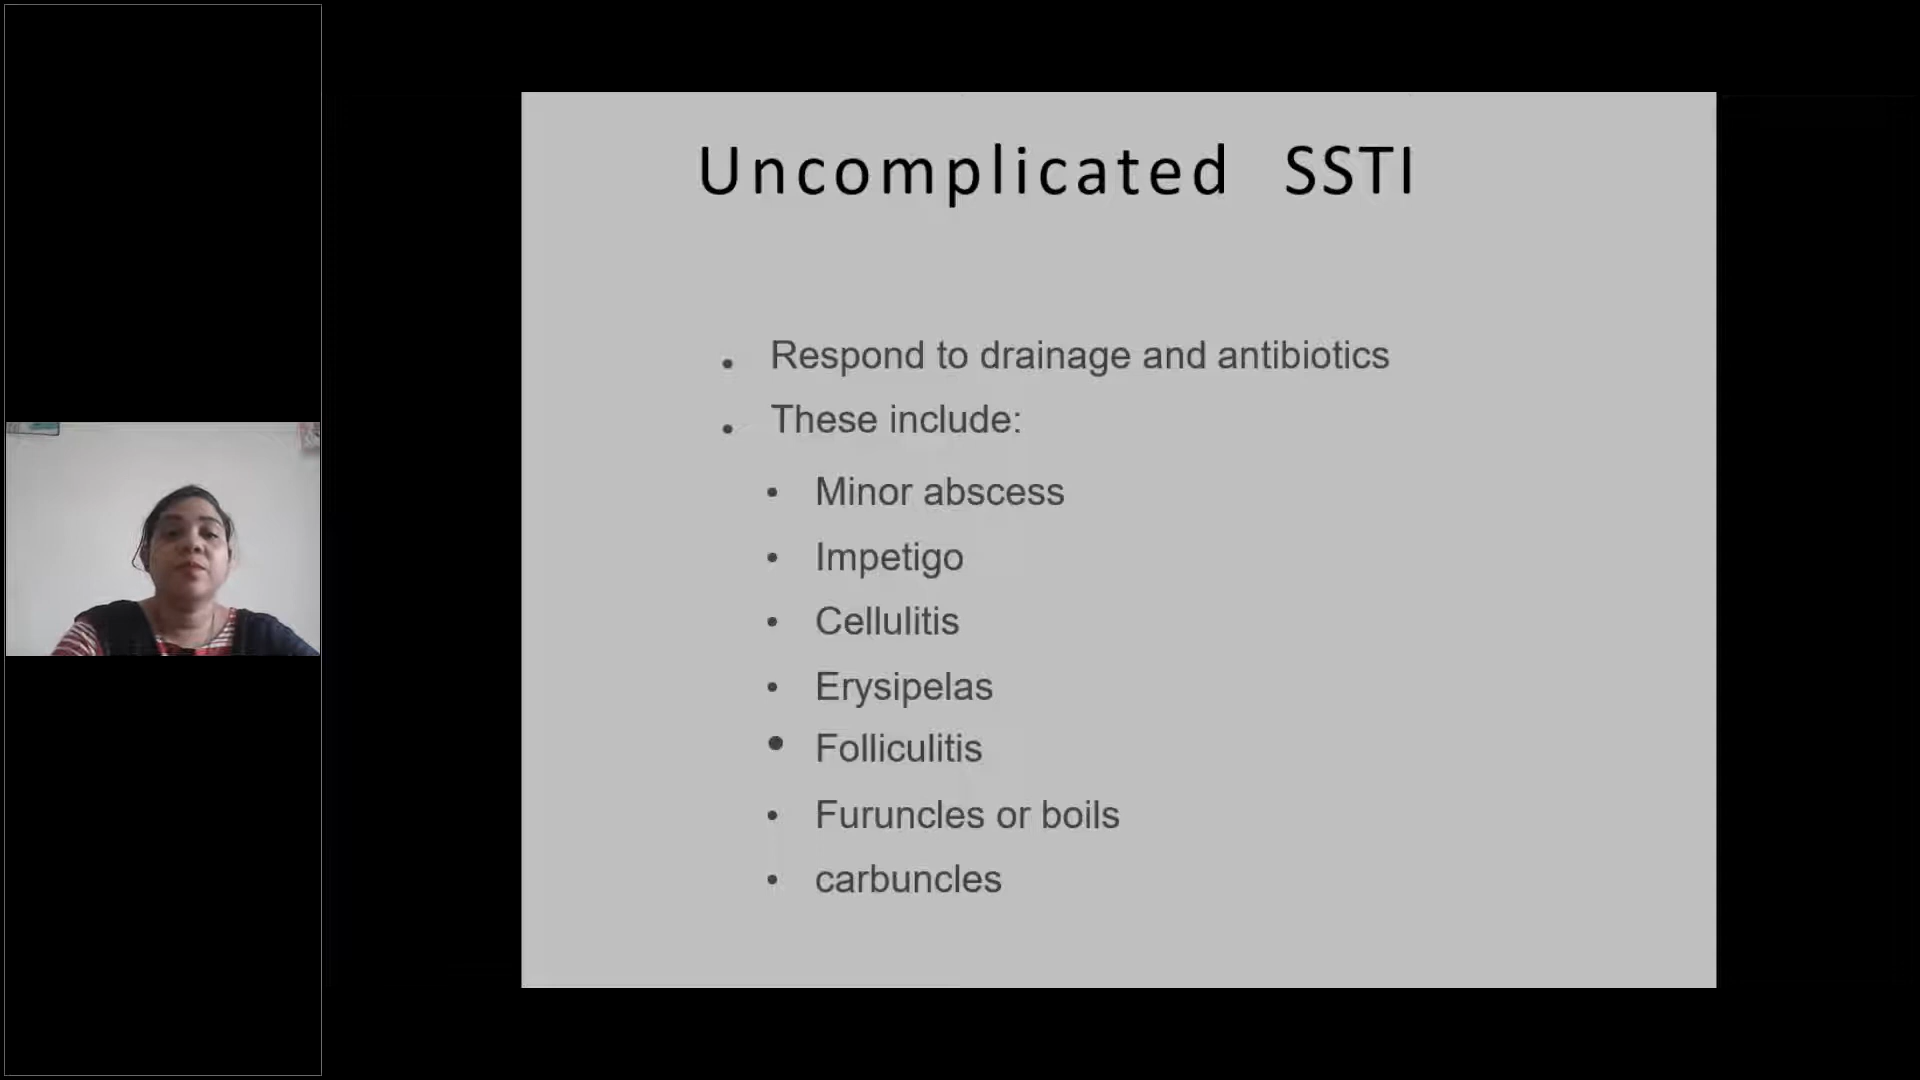 Uncomplicated SSTI
• Respond to drainage and antibiotics
• These include:
• Minor abscess
• Impetigo
• Cellulitis
• Erysipelas
• Folliculitis
• Furuncles or boils
• carbuncles